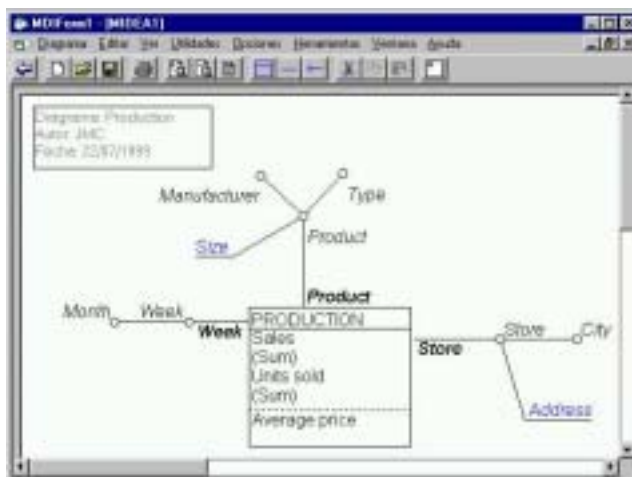 MDIForm1 - [MIDEA1]
Diagrama Editar Ver Utilidades Opciones Herramientas Ventana Ayuda
Diagrama Production
Autor JMC
Fecha 22/07/1999
Manufacturer
Type
Size
Product
Product
Month
Week
Week
PRODUCTION
Sales
(Sum)
Units sold
(Sum)
Average price
Store
Store
City
Address